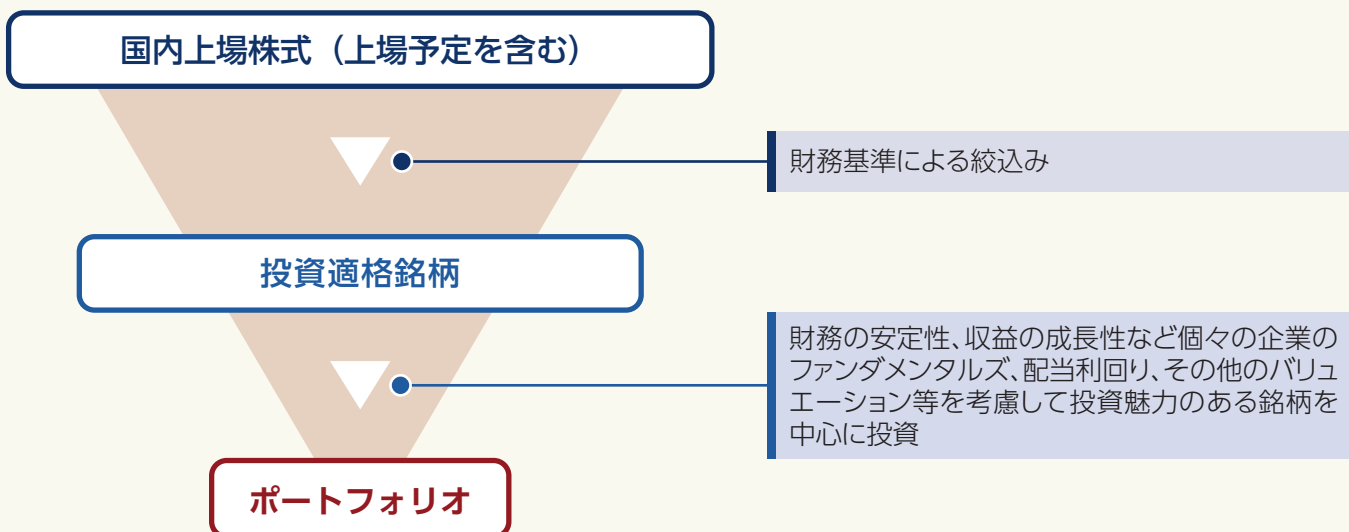 国内上場株式（上場予定を含む）
財務基準による絞込み
投資適格銘柄
財務の安定性、収益の成長性など個々の企業の
ファンダメンタルズ、配当利回り、その他のバリュ
エーション等を考慮して投資魅力のある銘柄を
中心に投資
ポートフォリオ